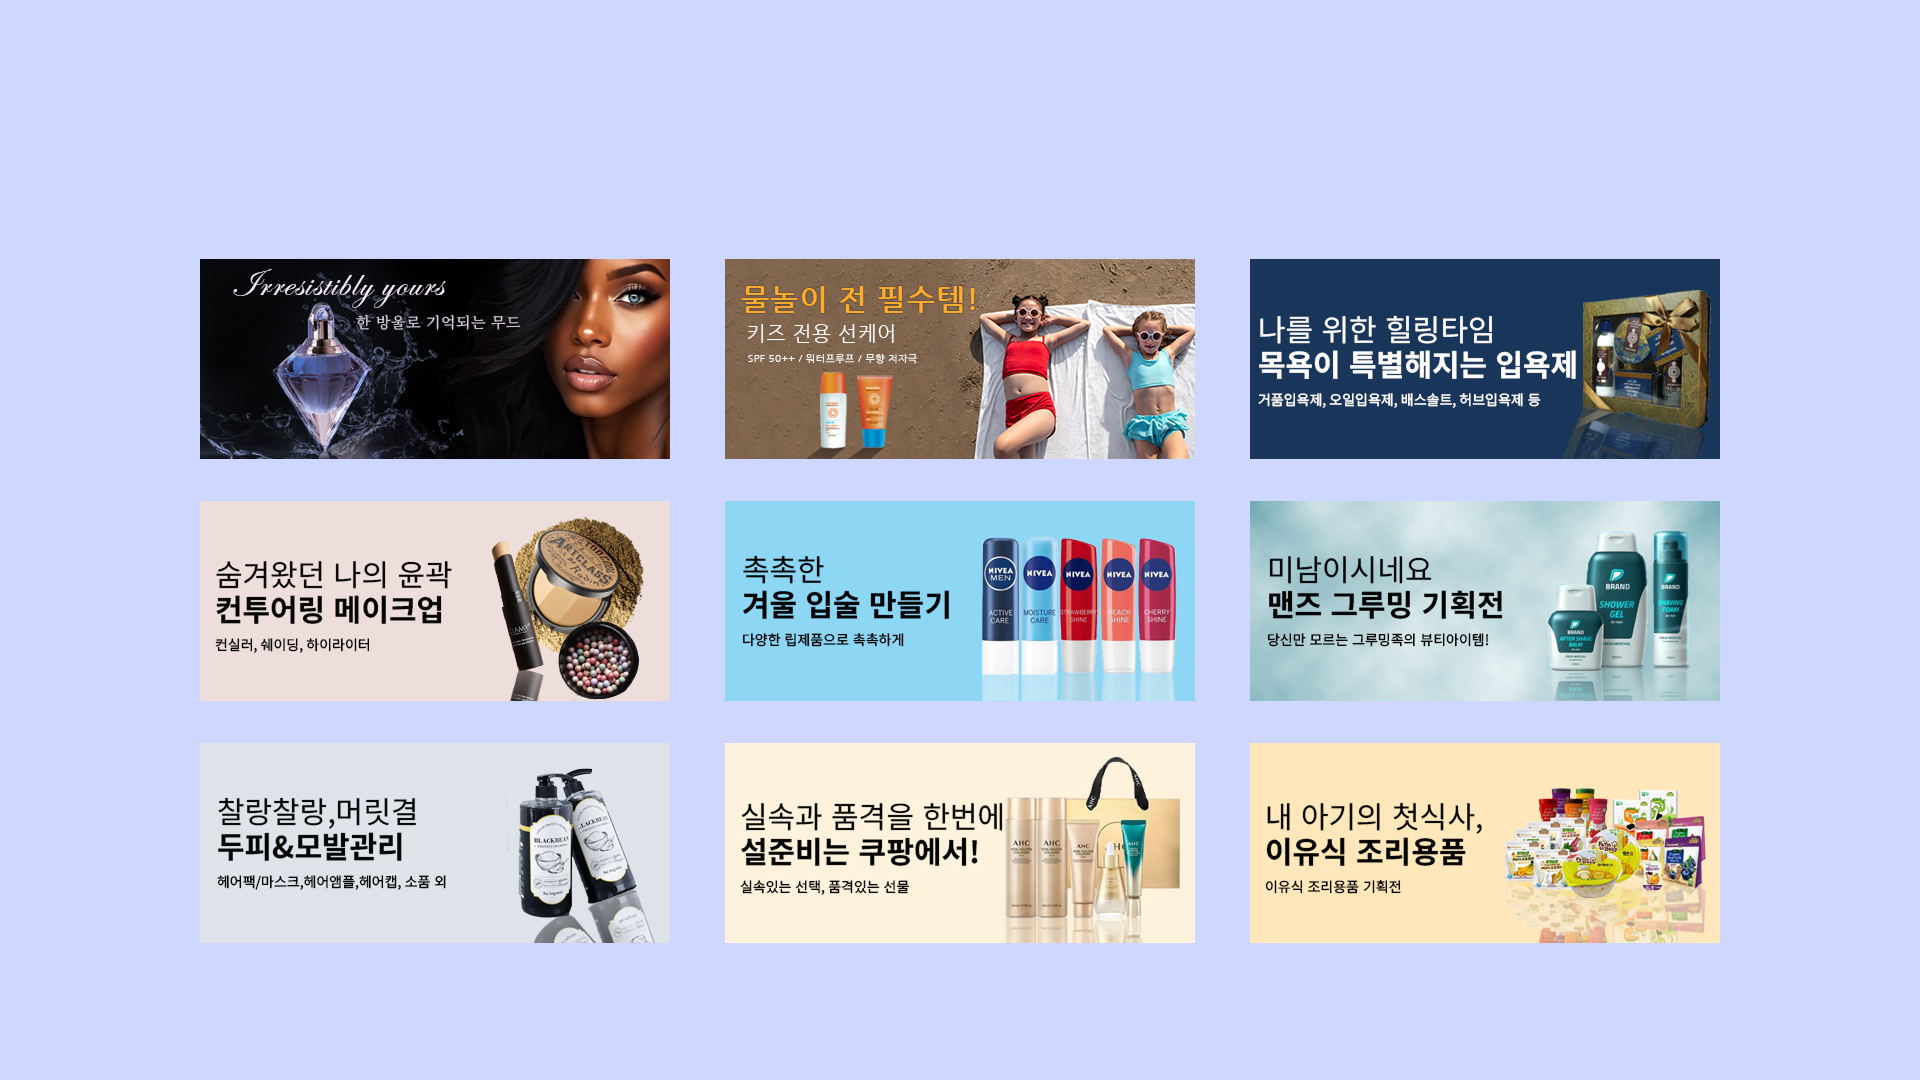 Irresistibly yours
한 방울로 기억되는 무드
물놀이 전 필수템!
키즈 전용 선케어
SPF 50++ / 워터프루프 / 무향 저자극
나를 위한 힐링타임
목욕이 특별해지는 입욕제
거품입욕제, 오일입욕제, 배스솔트, 허브입욕제 등
숨겨왔던 나의 윤곽
컨투어링 메이크업
컨실러, 쉐이딩, 하이라이터
ARTCLASS
촉촉한
겨울 입술 만들기
다양한 립제품으로 촉촉하게
NIVEA
MEN
ACTIVE
CARE
NIVEA
MOISTURE
CARE
NIVEA
STRAWBERRY
SHINE
NIVEA
PEACH
SHINE
NIVEA
CHERRY
SHINE
미남이시네요
맨즈 그루밍 기획전
당신만 모르는 그루밍족의 뷰티아이템!
BRAND
AFTER SHAVE
BALM
for men
BRAND
SHOWER
GEL
for men
BRAND
SHAVING
FOAM
for men
찰랑찰랑,머릿결
두피&모발관리
헤어팩/마스크,헤어앰플,헤어캡, 소품 외
BLACKBEAN
실속과 품격을 한번에
설준비는 쿠팡에서!
실속있는 선택, 품격있는 선물
AHC
AHC
AHC
AHC
내 아기의 첫식사,
이유식 조리용품
이유식 조리용품 기획전